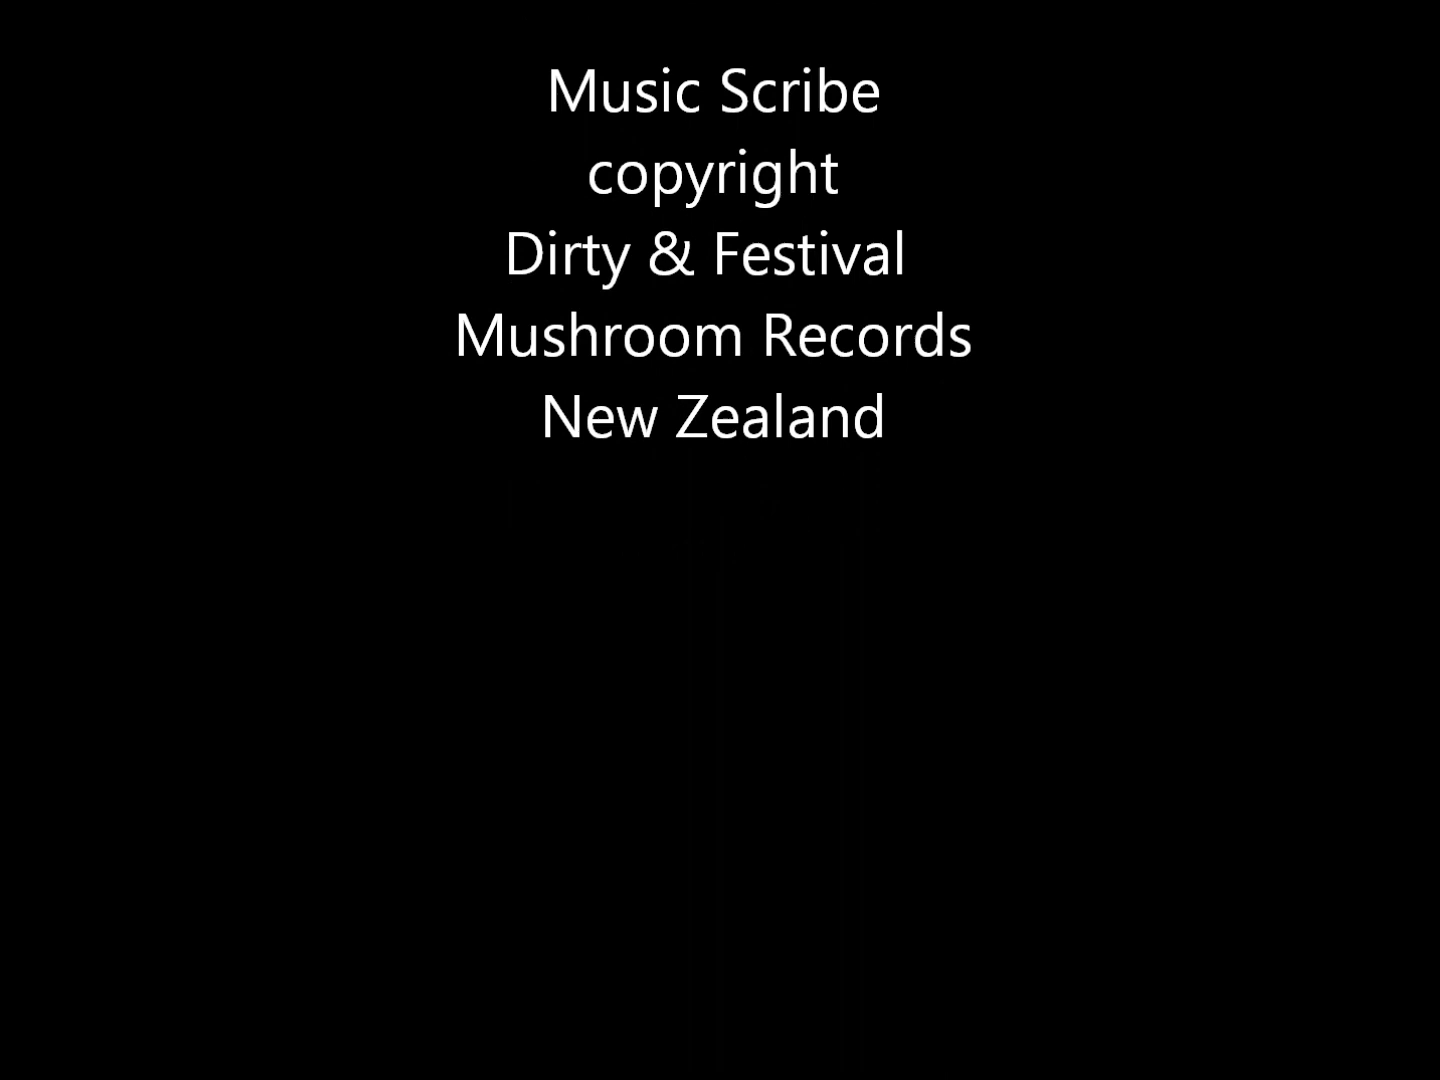 Music Scribe
copyright
Dirty & Festival
Mushroom Records
New Zealand